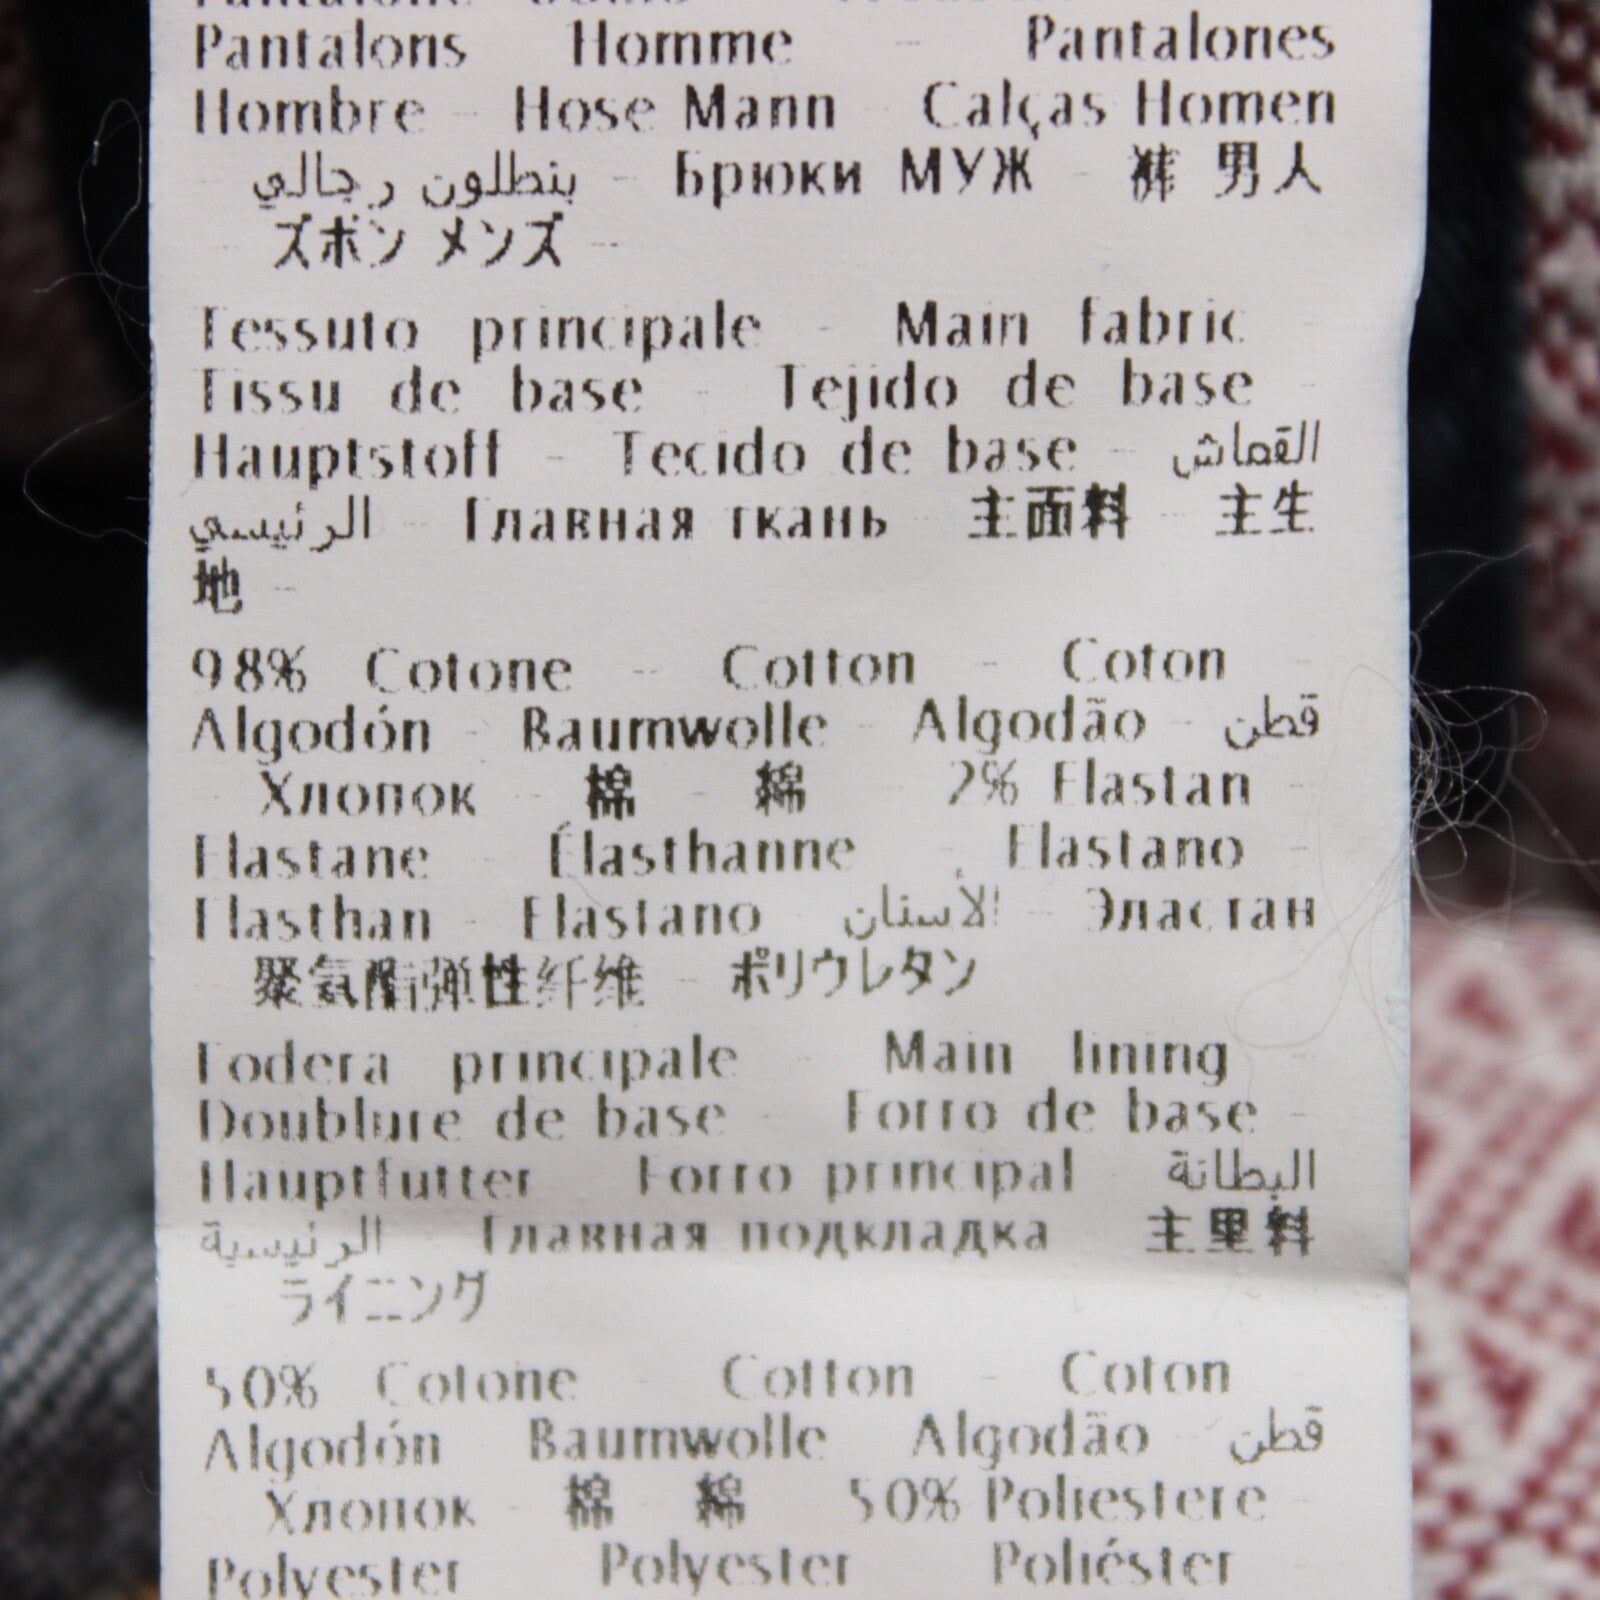 Pantalons Homme - Pantalones
Hombre - Hose Mann - Calças Homen
- بنطلون رجالي - Брюки МУЖ - 裤 男人
- ズボン メンズ -
Tessuto principale - Main fabric -
Tissu de base - Tejido de base -
Hauptstoff - Tecido de base - القماش
الرئيسي - Главная ткань - 主面料 - 主生
地 -
98% Cotone - Cotton - Coton -
Algodón - Baumwolle - Algodão - قطن
- Хлопок - 棉 - 綿 2% Elastan -
Elastane - Élasthanne - Elastano -
Elasthan - Elastano - الأستان - Эластан
- 聚氨酯弹性纤维 - ポリウレタン
Fodera principale - Main lining -
Doublure de base - Forro de base -
Hauptfutter - Forro principal - البطانة
الرئيسية - Главная подкладка - 主里料
- ライニング
50% Cotone - Cotton - Coton -
Algodón - Baumwolle - Algodão - قطن
- Хлопок - 棉 - 綿 50% Poliestere -
Polyester - Polyester - Poliéster -